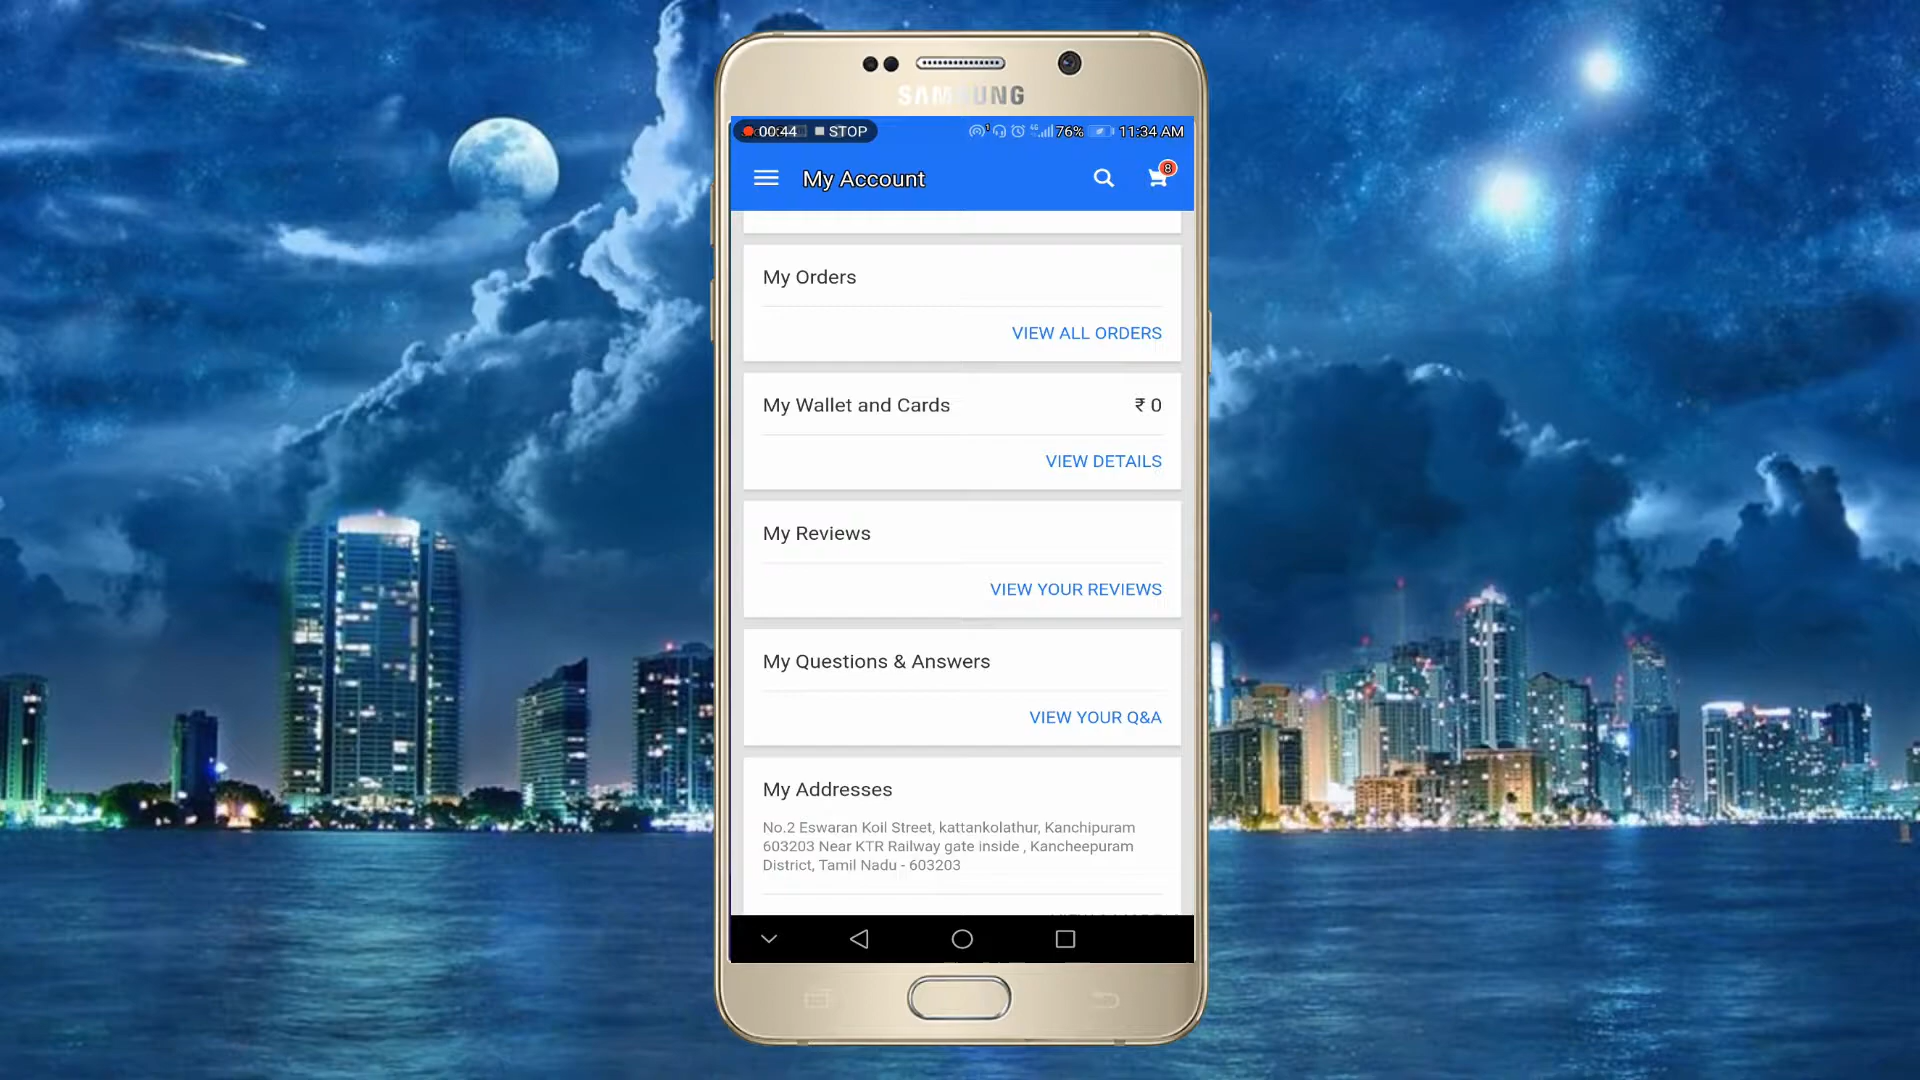 SAMSUNG
00:44 STOP
76% 11:34 AM
My Account
8
My Orders
VIEW ALL ORDERS
My Wallet and Cards ₹ 0
VIEW DETAILS
My Reviews
VIEW YOUR REVIEWS
My Questions & Answers
VIEW YOUR Q&A
My Addresses
No.2 Eswaran Koil Street, kattankolathur, Kanchipuram
603203 Near KTR Railway gate inside , Kancheepuram
District, Tamil Nadu - 603203